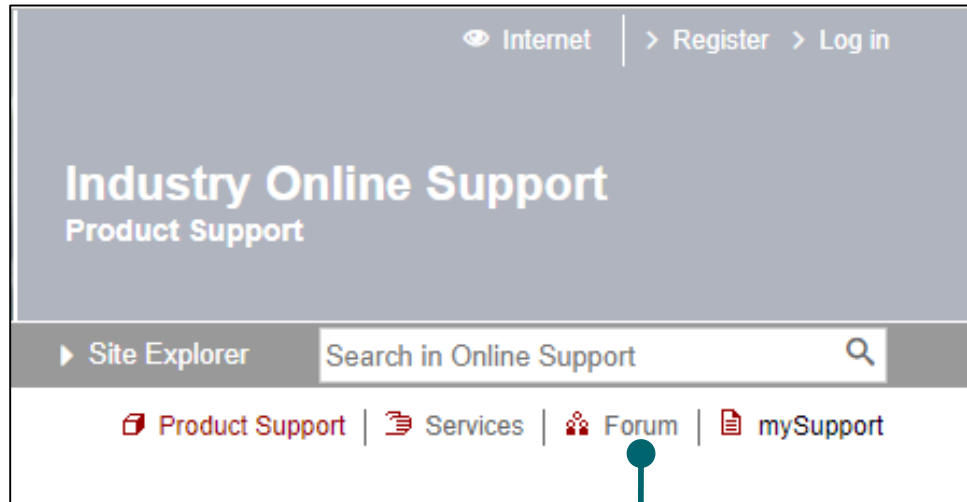 Internet > Register > Log in
Industry Online Support
Product Support
Site Explorer Search in Online Support
Product Support | Services | Forum | mySupport